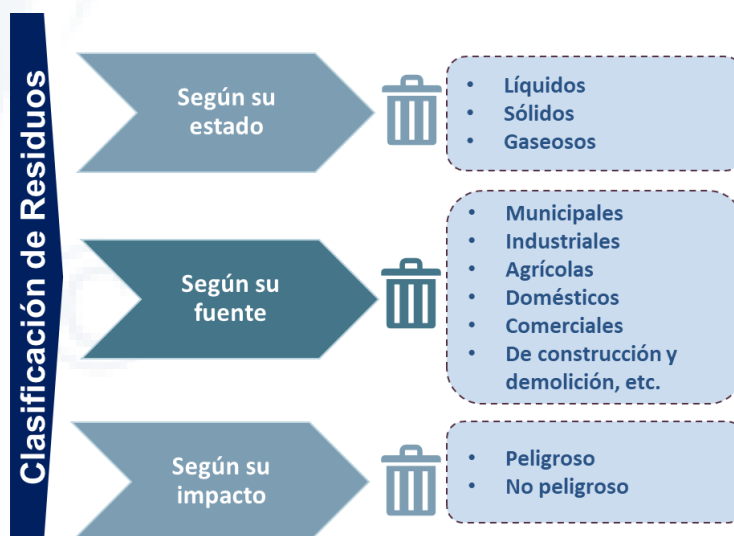 Clasificación de Residuos
Según su
estado
• Líquidos
• Sólidos
• Gaseosos
Según su
fuente
• Municipales
• Industriales
• Agrícolas
• Domésticos
• Comerciales
• De construcción y
demolición, etc.
Según su
impacto
• Peligroso
• No peligroso